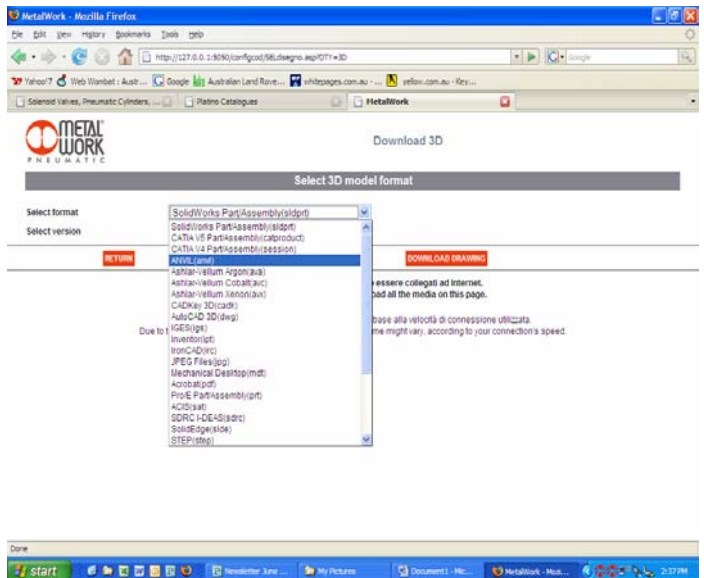 MetalWork - Mozilla Firefox
File Edit View History Bookmarks Tools Help
http://127.0.0.1:5050/configcod/SELdisegno.asp?QTY=3D
Google
Yahoo!7 Web Wombat : Austr... Google Australian Land Rove... whitepages.com.au - ... yellow.com.au - Key...
Solenoid Valves, Pneumatic Cylinders, ... Platino Catalogues MetalWork
METAL
WORK
PNEUMATIC
Download 3D
Select 3D model format
Select format SolidWorks Part/Assembly(sldprt)
Select version
SolidWorks Part/Assembly(sldprt)
CATIA V5 Part/Assembly(catproduct)
CATIA V4 Part/Assembly(session)
RETURN
ANVIL(anvl)
DOWNLOAD DRAWING
Ashlar-Vellum Argon(ava)
Ashlar-Vellum Cobalt(avc)
essere collegati ad Internet.
Ashlar-Vellum Xenon(avx)
oad all the media on this page.
CADKey 3D(cadk)
AutoCAD 3D(dwg)
base alla velocità di connessione utilizzata.
Due to t
IGES(igs)
me might vary, according to your connection's speed.
Inventor(ipt)
IronCAD(irc)
JPEG Files(jpg)
Mechanical Desktop(mdt)
Acrobat(pdf)
Pro/E Part/Assembly(prt)
ACIS(sat)
SDRC I-DEAS(sdrc)
SolidEdge(slde)
STEP(step)
Done
start Newsletter June ... My Pictures Document1 - Mic... MetalWork - Mozi... 2:37 PM